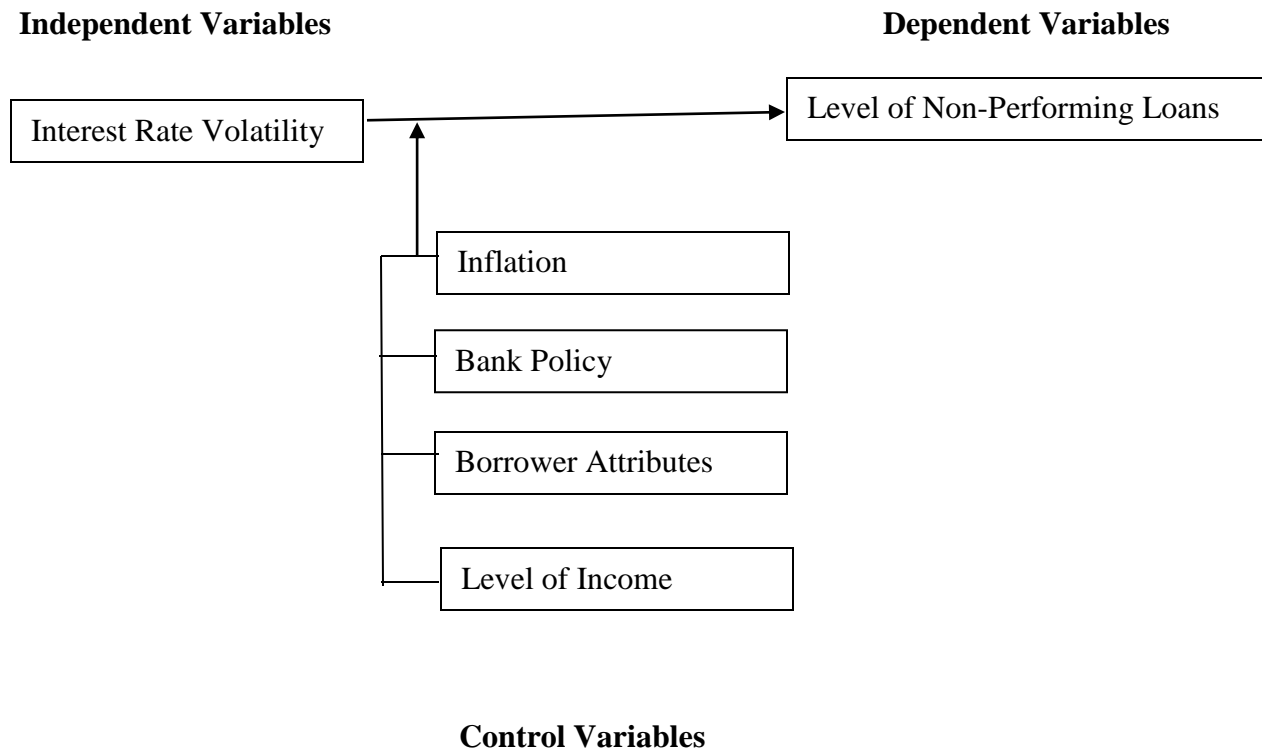 Independent Variables
Dependent Variables
Interest Rate Volatility
Level of Non-Performing Loans
Inflation
Bank Policy
Borrower Attributes
Level of Income
Control Variables